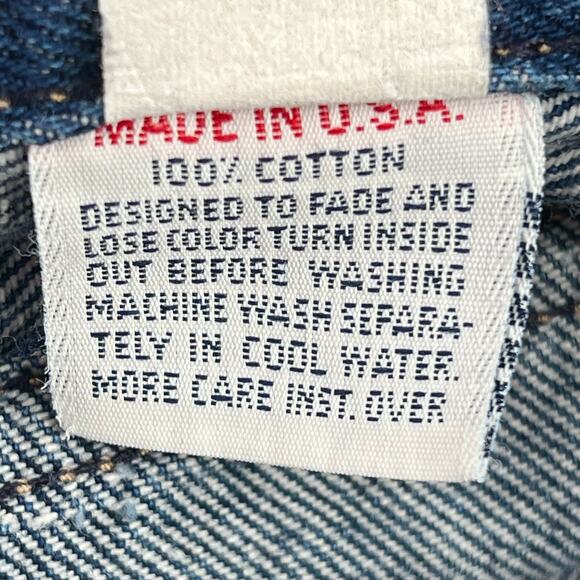 MADE IN U.S.A.
100% COTTON
DESIGNED TO FADE AND
LOSE COLOR TURN INSIDE
OUT BEFORE WASHING
MACHINE WASH SEPARA-
TELY IN COOL WATER.
MORE CARE INST. OVER